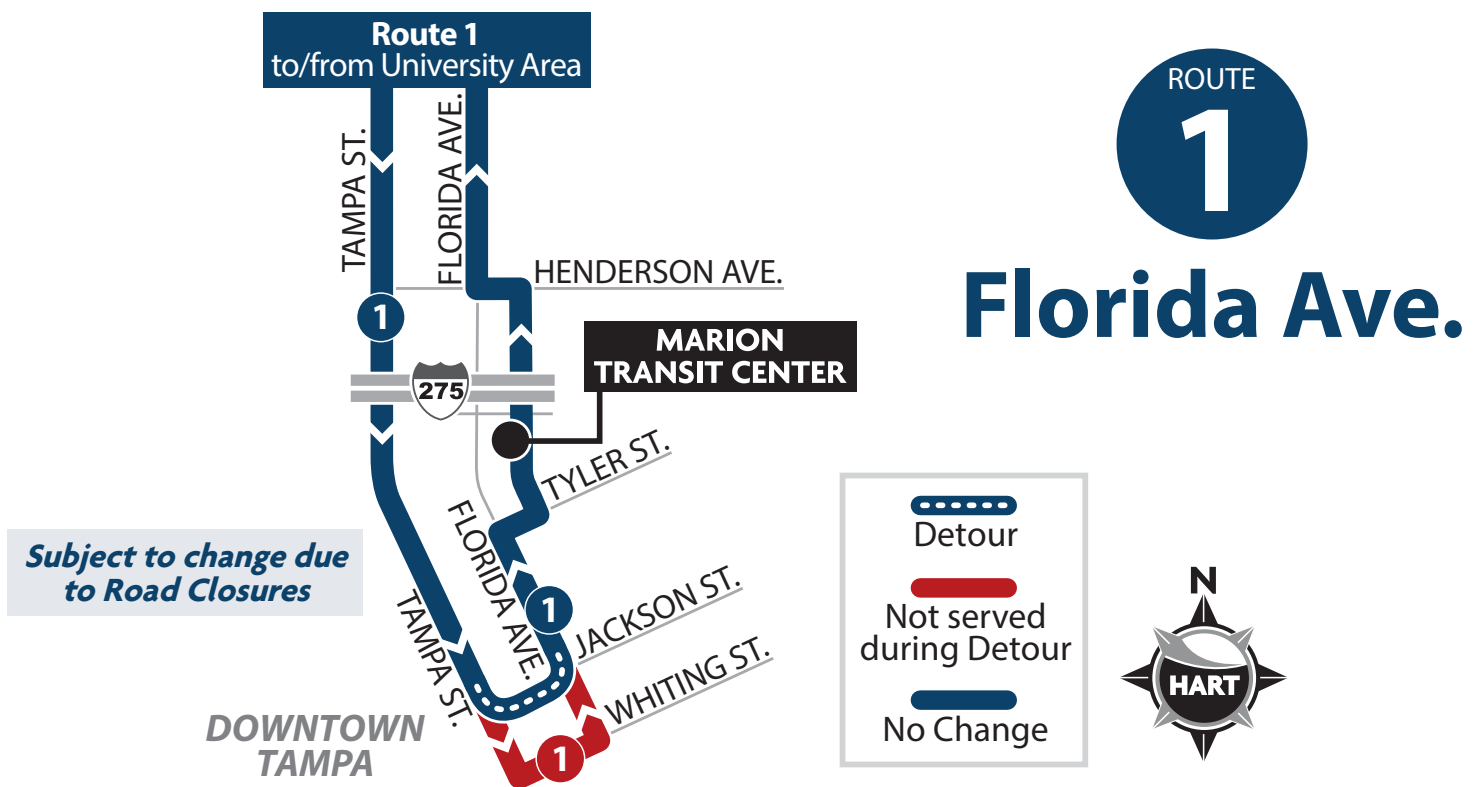 Route 1
to/from University Area
ROUTE
1
Florida Ave.
TAMPA ST.
FLORIDA AVE.
HENDERSON AVE.
1
MARION
TRANSIT CENTER
275
TYLER ST.
FLORIDA AVE.
Subject to change due
to Road Closures
TAMPA ST.
1
JACKSON ST.
WHITING ST.
1
DOWNTOWN
TAMPA
Detour
Not served
during Detour
No Change
N
HART